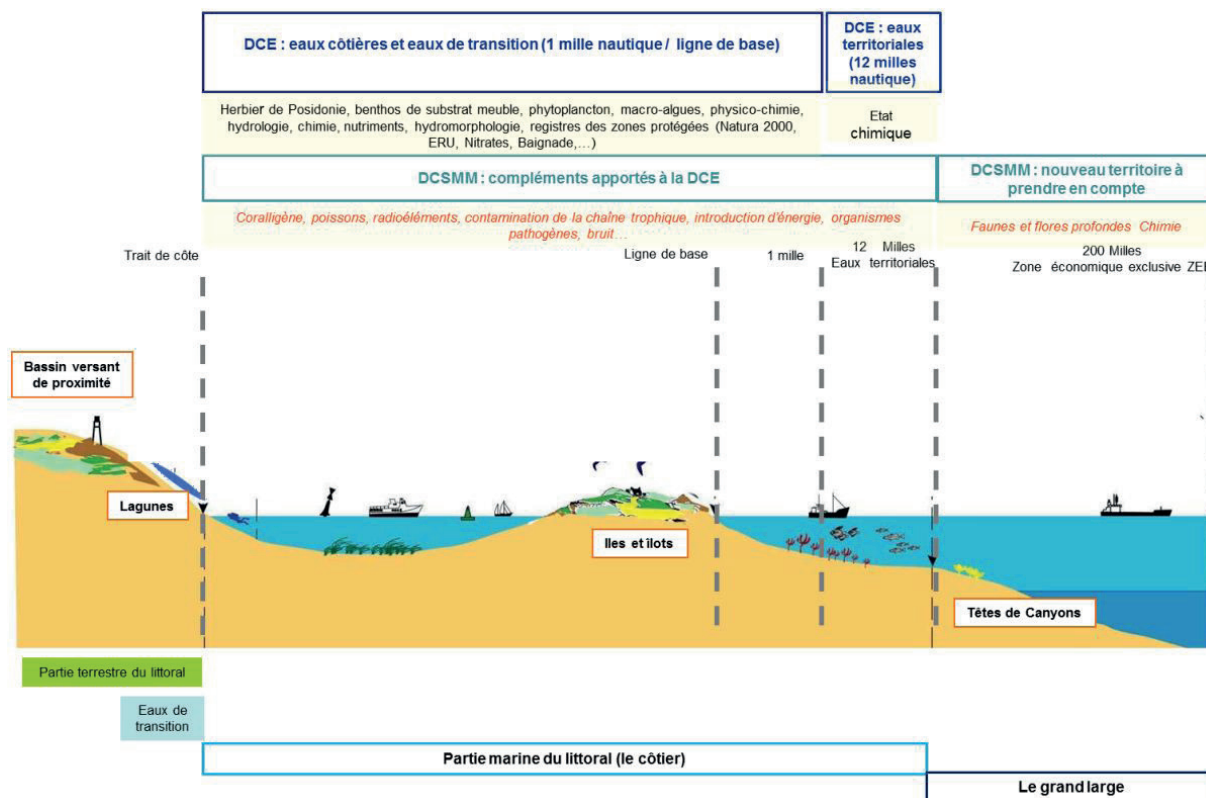 DCE : eaux côtières et eaux de transition (1 mille nautique / ligne de base)
DCE : eaux
territoriales
(12 milles
nautique)
Herbier de Posidonie, benthos de substrat meuble, phytoplancton, macro-algues, physico-chimie,
hydrologie, chimie, nutriments, hydromorphologie, registres des zones protégées (Natura 2000,
ERU, Nitrates, Baignade,…)
Etat
chimique
DCSMM : compléments apportés à la DCE
DCSMM : nouveau territoire à
prendre en compte
Coralligène, poissons, radioéléments, contamination de la chaîne trophique, introduction d'énergie, organismes
pathogènes, bruit…
Faunes et flores profondes Chimie
Trait de côte
Ligne de base
1 mille
12 Milles
Eaux territoriales
200 Milles
Zone économique exclusive ZEE
Bassin versant
de proximité
Lagunes
Iles et îlots
Têtes de Canyons
Partie terrestre du littoral
Eaux de
transition
Partie marine du littoral (le côtier)
Le grand large